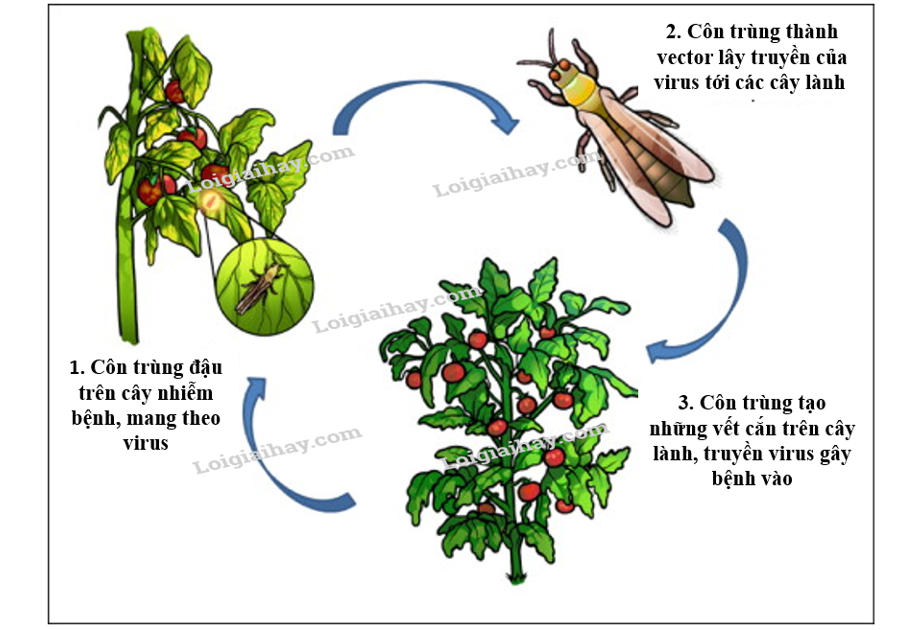 2. Côn trùng thành
vector lây truyền của
virus tới các cây lành
Loigiaihay.com
Loigiaihay.com
Loigiaihay.com
1. Côn trùng đậu
trên cây nhiễm
bệnh, mang theo
virus
3. Côn trùng tạo
những vết cắn trên cây
lành, truyền virus gây
bệnh vào
Loigiaihay.com
Loigiaihay.com